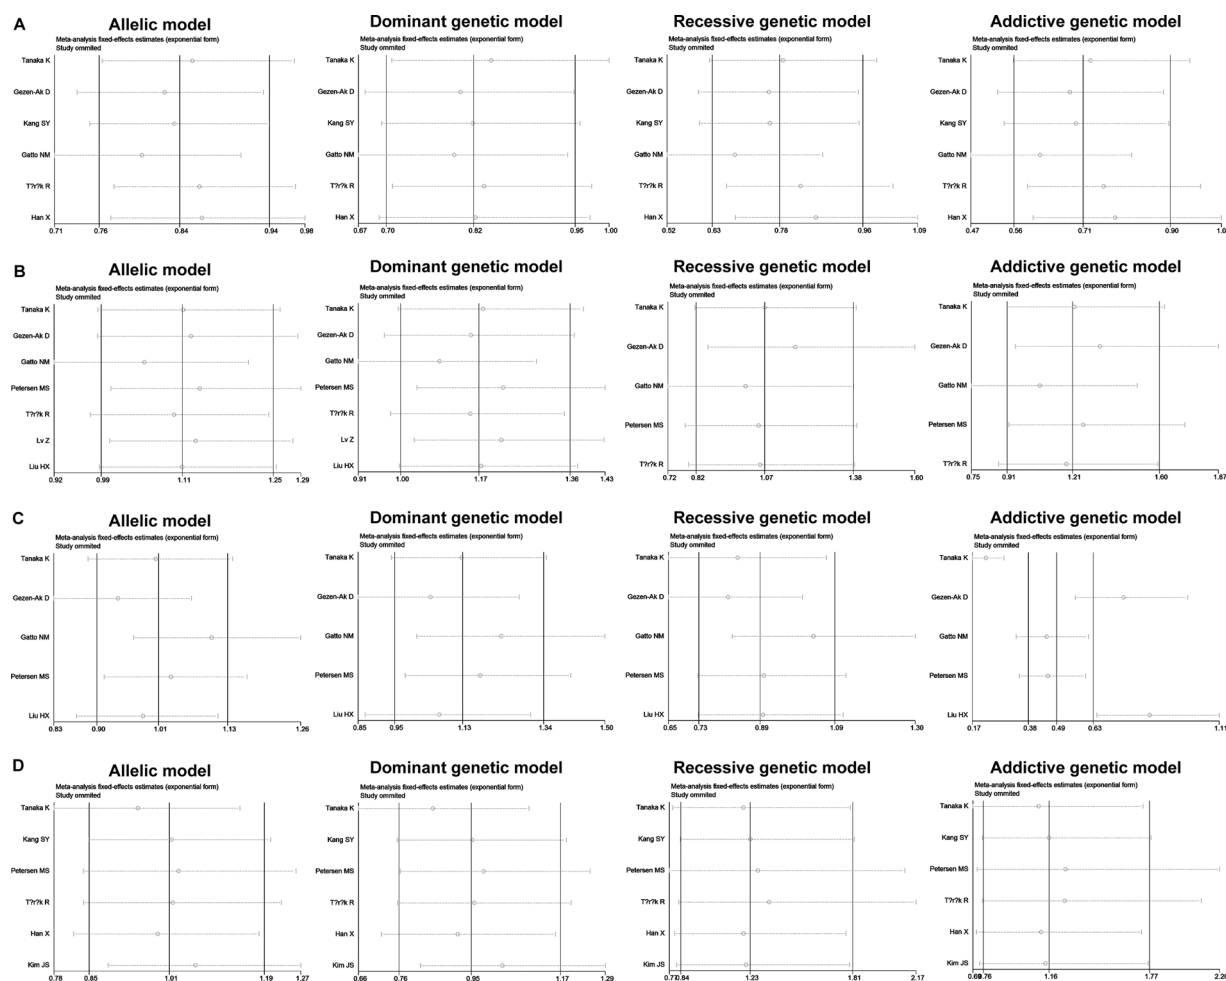 A
Allelic model
Meta-analysis fixed-effects estimates (exponential form)
Study ommited
Tanaka K
Gezen-Ak D
Kang SY
Gatto NM
T?r?k R
Han X
0.71 0.76 0.84 0.94 0.98
Dominant genetic model
Meta-analysis fixed-effects estimates (exponential form)
Study ommited
Tanaka K
Gezen-Ak D
Kang SY
Gatto NM
T?r?k R
Han X
0.67 0.70 0.82 0.95 1.00
Recessive genetic model
Meta-analysis fixed-effects estimates (exponential form)
Study ommited
Tanaka K
Gezen-Ak D
Kang SY
Gatto NM
T?r?k R
Han X
0.52 0.63 0.78 0.96 1.09
Addictive genetic model
Meta-analysis fixed-effects estimates (exponential form)
Study ommited
Tanaka K
Gezen-Ak D
Kang SY
Gatto NM
T?r?k R
Han X
0.47 0.56 0.71 0.90 1.0
B
Allelic model
Meta-analysis fixed-effects estimates (exponential form)
Study ommited
Tanaka K
Gezen-Ak D
Gatto NM
Petersen MS
T?r?k R
Lv Z
Liu HX
0.92 0.99 1.11 1.25 1.29
Dominant genetic model
Meta-analysis fixed-effects estimates (exponential form)
Study ommited
Tanaka K
Gezen-Ak D
Gatto NM
Petersen MS
T?r?k R
Lv Z
Liu HX
0.91 1.00 1.17 1.36 1.43
Recessive genetic model
Meta-analysis fixed-effects estimates (exponential form)
Study ommited
Tanaka K
Gezen-Ak D
Gatto NM
Petersen MS
T?r?k R
0.72 0.82 1.07 1.38 1.60
Addictive genetic model
Meta-analysis fixed-effects estimates (exponential form)
Study ommited
Tanaka K
Gezen-Ak D
Gatto NM
Petersen MS
T?r?k R
0.75 0.91 1.21 1.60 1.87
C
Allelic model
Meta-analysis fixed-effects estimates (exponential form)
Study ommited
Tanaka K
Gezen-Ak D
Gatto NM
Petersen MS
Liu HX
0.83 0.90 1.01 1.13 1.26
Dominant genetic model
Meta-analysis fixed-effects estimates (exponential form)
Study ommited
Tanaka K
Gezen-Ak D
Gatto NM
Petersen MS
Liu HX
0.85 0.95 1.13 1.34 1.50
Recessive genetic model
Meta-analysis fixed-effects estimates (exponential form)
Study ommited
Tanaka K
Gezen-Ak D
Gatto NM
Petersen MS
Liu HX
0.65 0.73 0.89 1.09 1.30
Addictive genetic model
Meta-analysis fixed-effects estimates (exponential form)
Study ommited
Tanaka K
Gezen-Ak D
Gatto NM
Petersen MS
Liu HX
0.17 0.38 0.49 0.63 1.11
D
Allelic model
Meta-analysis fixed-effects estimates (exponential form)
Study ommited
Tanaka K
Kang SY
Petersen MS
T?r?k R
Han X
Kim JS
0.78 0.85 1.01 1.19 1.27
Dominant genetic model
Meta-analysis fixed-effects estimates (exponential form)
Study ommited
Tanaka K
Kang SY
Petersen MS
T?r?k R
Han X
Kim JS
0.66 0.76 0.95 1.17 1.29
Recessive genetic model
Meta-analysis fixed-effects estimates (exponential form)
Study ommited
Tanaka K
Kang SY
Petersen MS
T?r?k R
Han X
Kim JS
0.77 0.84 1.23 1.81 2.17
Addictive genetic model
Meta-analysis fixed-effects estimates (exponential form)
Study ommited
Tanaka K
Kang SY
Petersen MS
T?r?k R
Han X
Kim JS
0.69 0.76 1.16 1.77 2.20